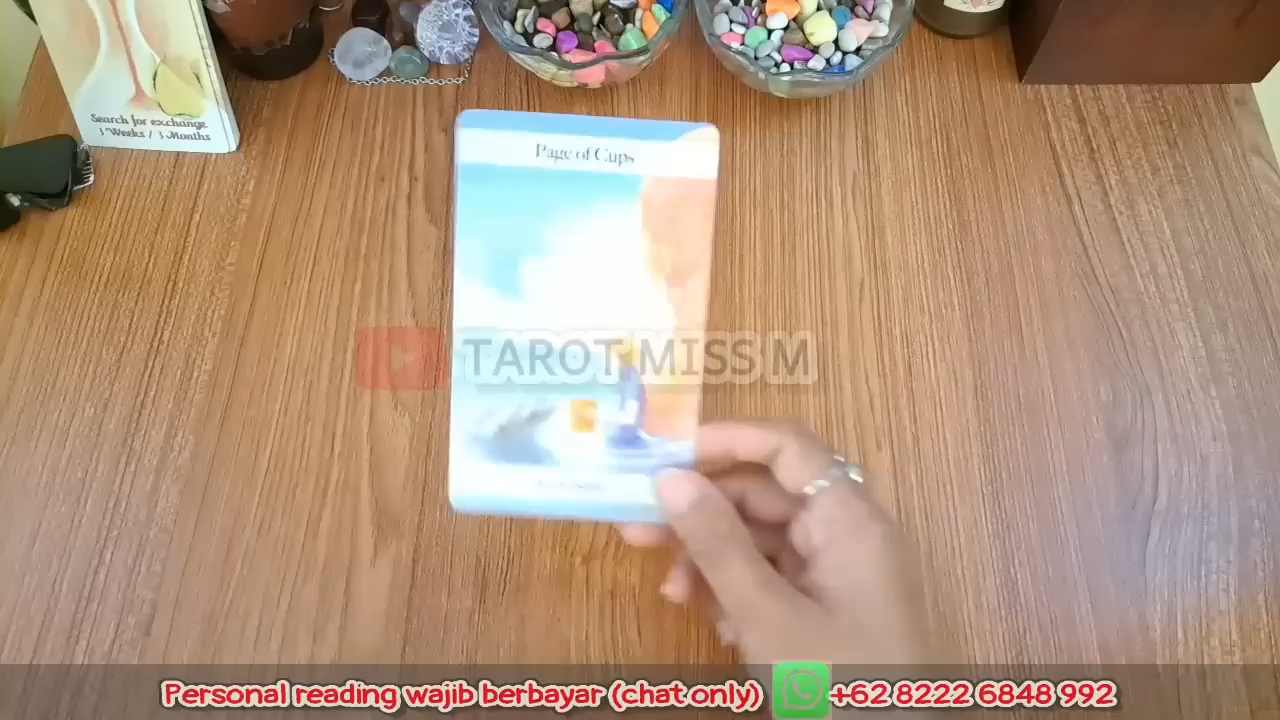 Search for exchange
3 Weeks / 3 Months
Page of Cups
TAROT MISS M
Personal reading wajib berbayar (chat only) +62 8222 6848 992